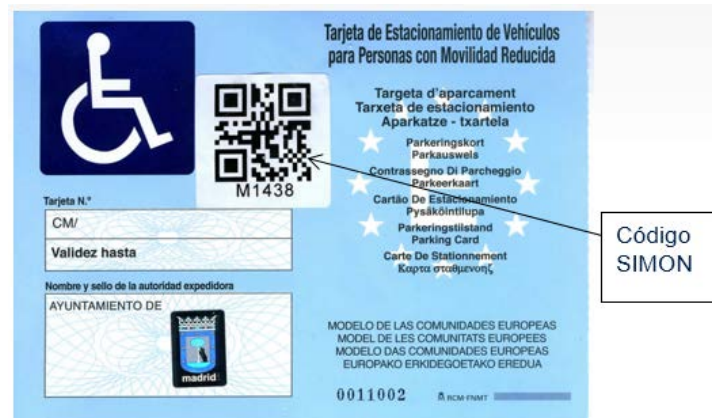 Tarjeta de Estacionamiento de Vehículos
para Personas con Movilidad Reducida
Targeta d'aparcament
Tarxeta de estacionamiento
Aparkatze - txartela
Parkeringskort
Parkausweis
Contrassegno Di Parcheggio
Parkeerkaart
Cartão De Estacionamento
Pysäköintilupa
Parkeringstilstand
Parking Card
Carte De Stationnement
Καρτα σταθμενοης
M1438
Tarjeta N.º
CM/
Validez hasta
Nombre y sello de la autoridad expedidora
AYUNTAMIENTO DE
madrid
MODELO DE LAS COMUNIDADES EUROPEAS
MODEL DE LES COMUNITATS EUROPEES
MODELO DAS COMUNIDADES EUROPEAS
EUROPAKO ERKIDEGOETAKO EREDUA
0011002
RCM-FNMT
Código
SIMON